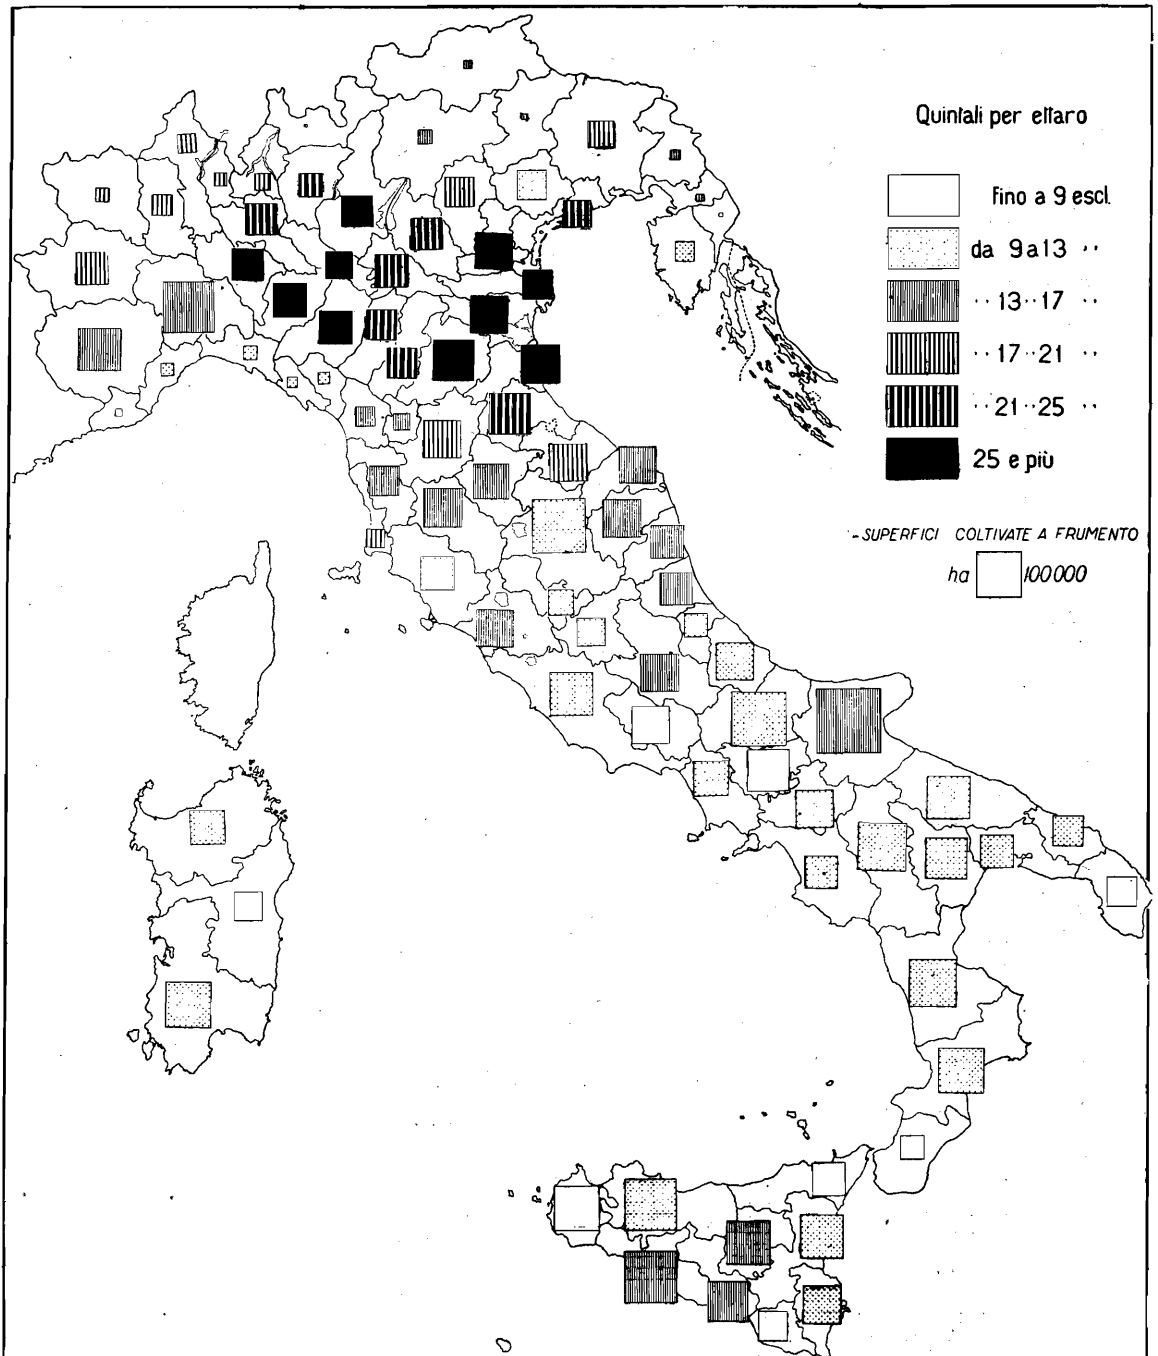 Quintali per ettaro
Fino a 9 escl.
da 9 a 13 ,,
,, 13 ,, 17 ,,
,, 17 ,, 21 ,,
,, 21 ,, 25 ,,
25 e più
- SUPERFICI COLTIVATE A FRUMENTO
ha 100000